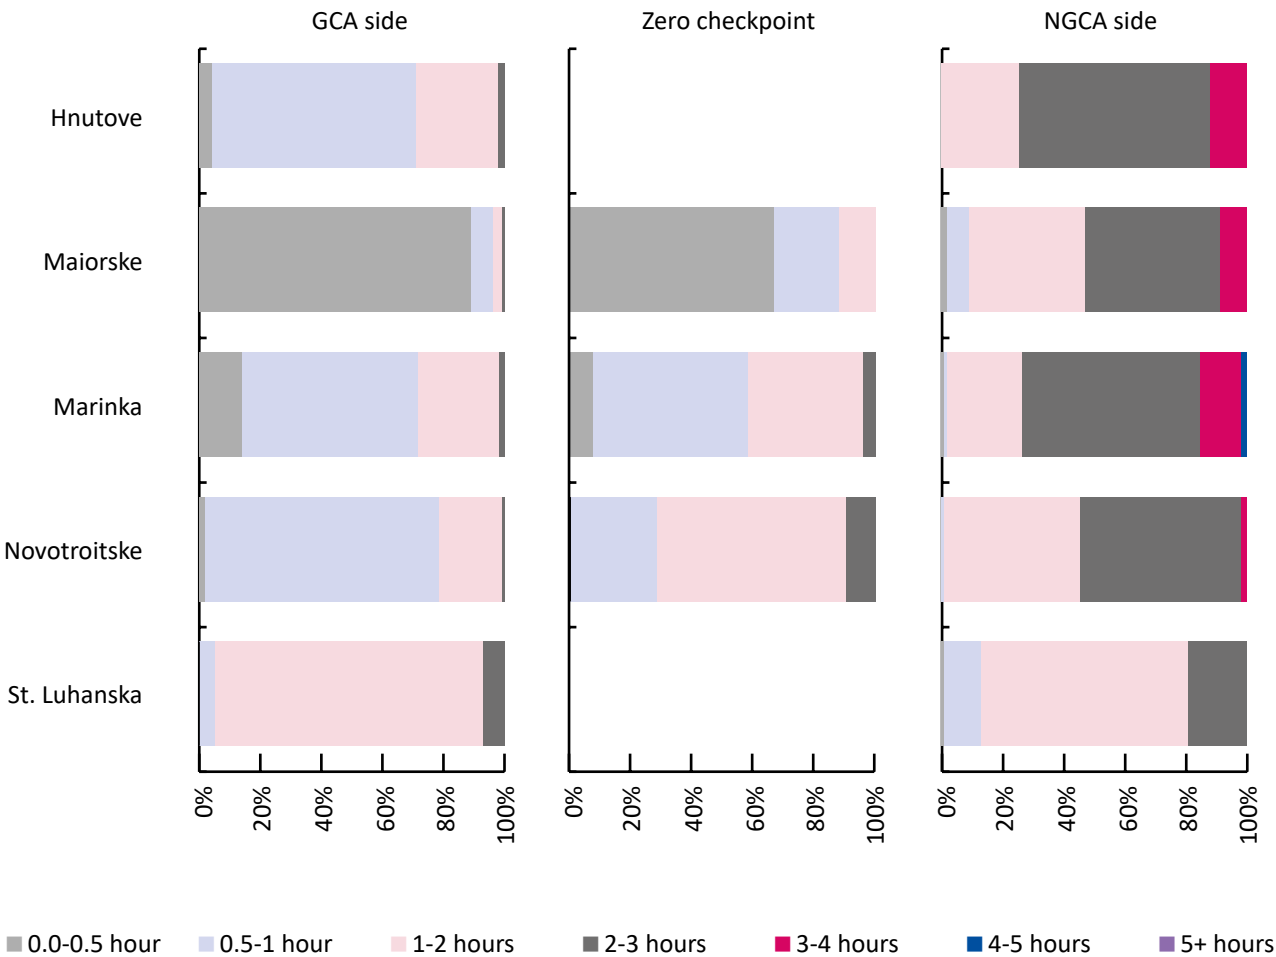 GCA side
Zero checkpoint
NGCA side
Hnutove
Maiorske
Marinka
Novotroitske
St. Luhanska
0% 20% 40% 60% 80% 100%
0% 20% 40% 60% 80% 100%
0% 20% 40% 60% 80% 100%
0.0-0.5 hour 0.5-1 hour 1-2 hours 2-3 hours 3-4 hours 4-5 hours 5+ hours